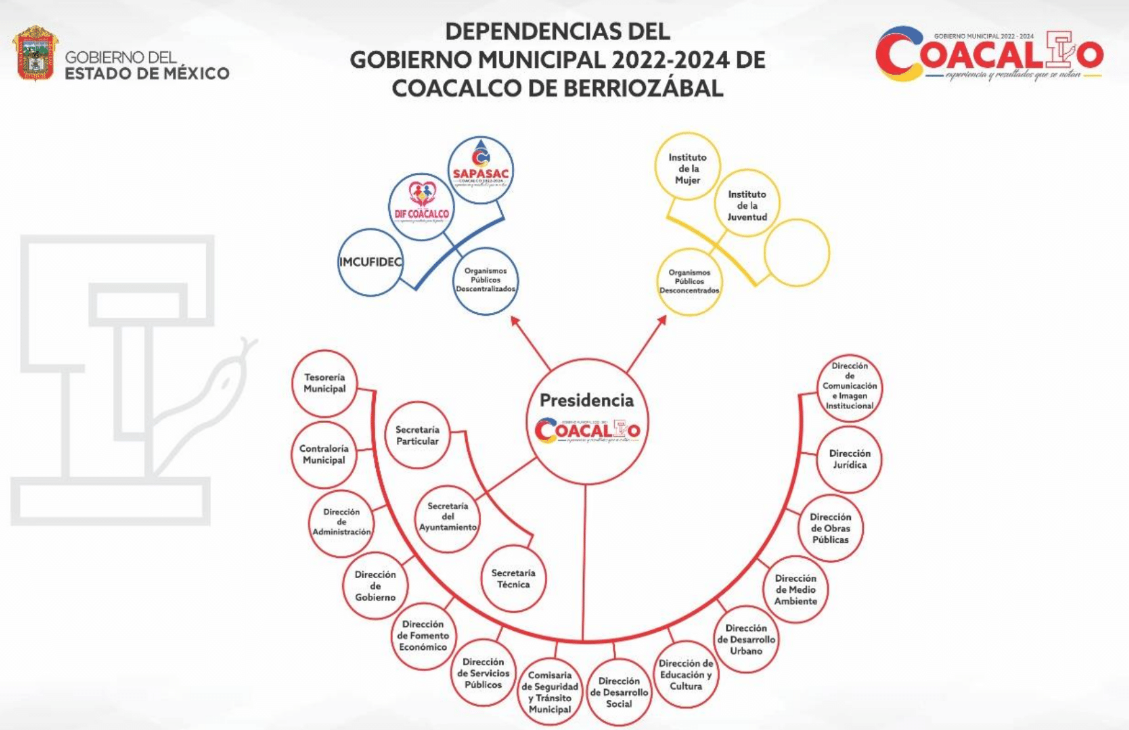 GOBIERNO DEL
ESTADO DE MÉXICO
DEPENDENCIAS DEL
GOBIERNO MUNICIPAL 2022-2024 DE
COACALCO DE BERRIOZÁBAL
GOBIERNO MUNICIPAL 2022 - 2024
COACALCO
experiencia y resultados que se notan
SAPASAC
DIF COACALCO
IMCUFIDEC
Organismos
Públicos
Descentralizados
Instituto
de la
Mujer
Instituto
de la
Juventud
Organismos
Públicos
Desconcentrados
Presidencia
COACALCO
Tesorería
Municipal
Contraloría
Municipal
Dirección
de
Administración
Dirección
de
Gobierno
Dirección
de Fomento
Económico
Dirección
de Servicios
Públicos
Comisaria
de Seguridad
y Tránsito
Municipal
Dirección
de Desarrollo
Social
Dirección de
Educación y
Cultura
Dirección
de Desarrollo
Urbano
Dirección
de Medio
Ambiente
Dirección
de Obras
Públicas
Dirección
Jurídica
Dirección
de
Comunicación
e Imagen
Institucional
Secretaría
Particular
Secretaría
del
Ayuntamiento
Secretaría
Técnica